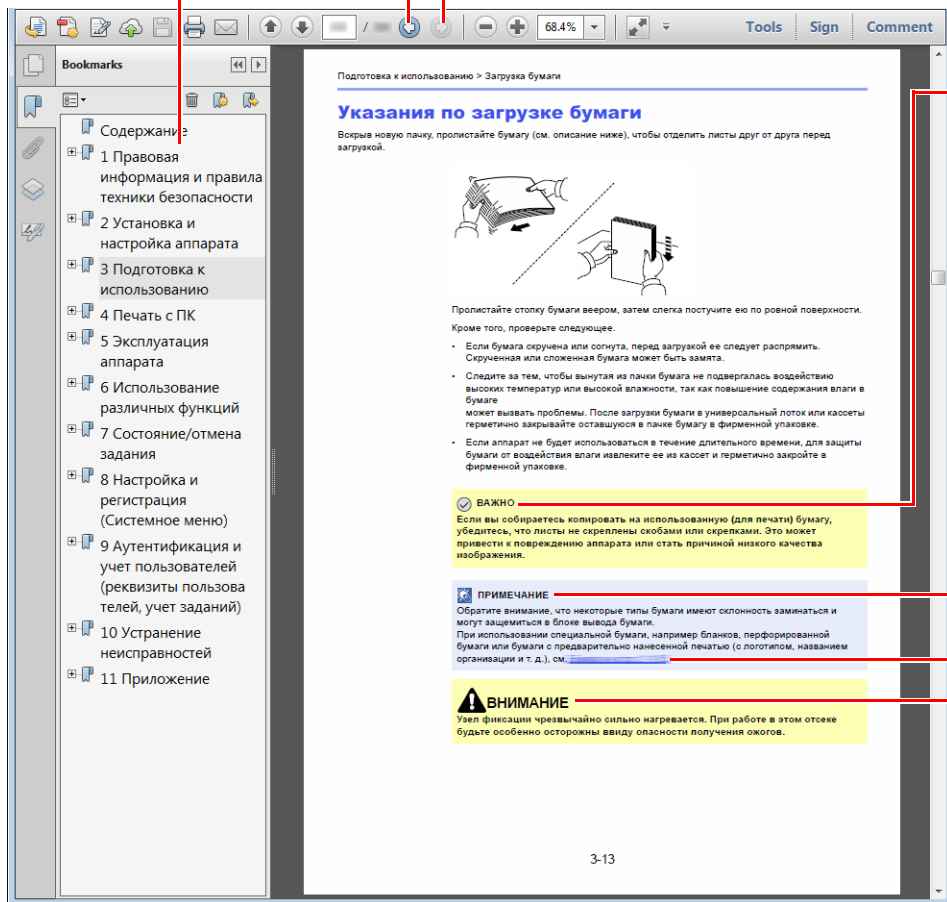 /
68.4%
Tools
Sign
Comment
Bookmarks
Содержание
1 Правовая
информация и правила
техники безопасности
2 Установка и
настройка аппарата
3 Подготовка к
использованию
4 Печать с ПК
5 Эксплуатация
аппарата
6 Использование
различных функций
7 Состояние/отмена
задания
8 Настройка и
регистрация
(Системное меню)
9 Аутентификация и
учет пользователей
(реквизиты пользова
телей, учет заданий)
10 Устранение
неисправностей
11 Приложение
Подготовка к использованию > Загрузка бумаги
Указания по загрузке бумаги
Вскрыв новую пачку, пролистайте бумагу (см. описание ниже), чтобы отделить листы друг от друга перед
загрузкой.
Пролистайте стопку бумаги веером, затем слегка постучите ею по ровной поверхности.
Кроме того, проверьте следующее.
• Если бумага скручена или согнута, перед загрузкой ее следует распрямить.
Скрученная или сложенная бумага может быть замята.
• Следите за тем, чтобы вынутая из пачки бумага не подвергалась воздействию
высоких температур или высокой влажности, так как повышение содержания влаги в
бумаге
может вызвать проблемы. После загрузки бумаги в универсальный лоток или кассеты
герметично закрывайте оставшуюся в пачке бумагу в фирменной упаковке.
• Если аппарат не будет использоваться в течение длительного времени, для защиты
бумаги от воздействия влаги извлеките ее из кассет и герметично закройте в
фирменной упаковке.
ВАЖНО
Если вы собираетесь копировать на использованную (для печати) бумагу,
убедитесь, что листы не скреплены скобами или скрепками. Это может
привести к повреждению аппарата или стать причиной низкого качества
изображения.
ПРИМЕЧАНИЕ
Обратите внимание, что некоторые типы бумаги имеют склонность заминаться и
могут защемиться в блоке вывода бумаги.
При использовании специальной бумаги, например бланков, перфорированной
бумаги или бумаги с предварительно нанесенной печатью (с логотипом, названием
организации и т. д.), см.
ВНИМАНИЕ
Узел фиксации чрезвычайно сильно нагревается. При работе в этом отсеке
будьте особенно осторожны ввиду опасности получения ожогов.
3-13